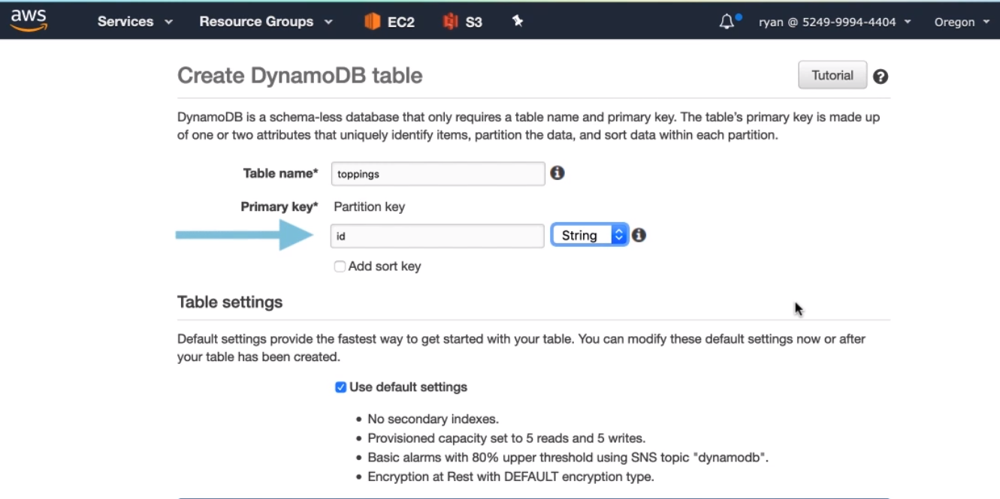 aws Services Resource Groups EC2 S3 ryan @ 5249-9994-4404 Oregon
Create DynamoDB table Tutorial ?
DynamoDB is a schema-less database that only requires a table name and primary key. The table's primary key is made up
of one or two attributes that uniquely identify items, partition the data, and sort data within each partition.
Table name* toppings i
Primary key* Partition key
id String i
Add sort key
Table settings
Default settings provide the fastest way to get started with your table. You can modify these default settings now or after
your table has been created.
Use default settings
• No secondary indexes.
• Provisioned capacity set to 5 reads and 5 writes.
• Basic alarms with 80% upper threshold using SNS topic "dynamodb".
• Encryption at Rest with DEFAULT encryption type.